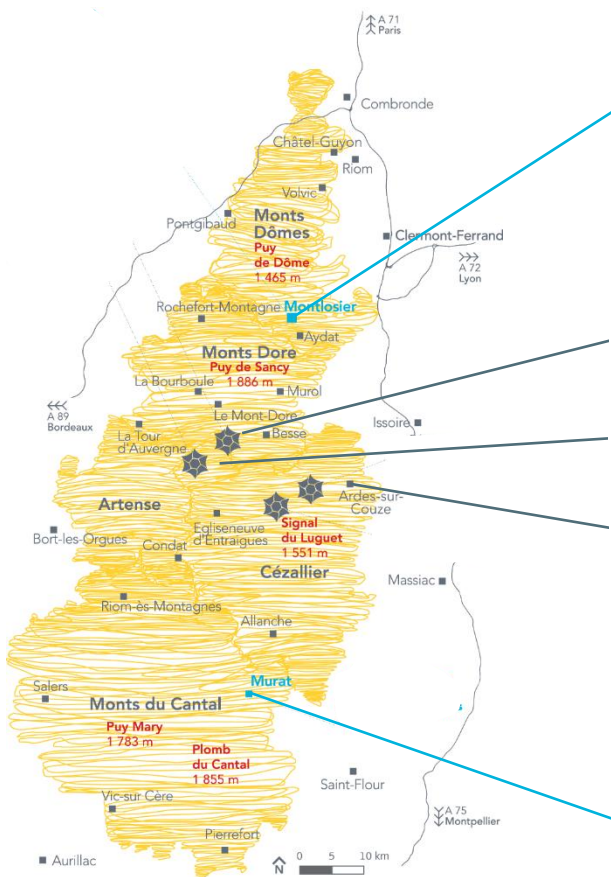 A 71
Paris
Combronde
Châtel-Guyon
Riom
Volvic
Pontgibaud
Monts
Dômes
Clermont-Ferrand
Puy
de Dôme
1 465 m
A 72
Lyon
Rochefort-Montagne
Montlosier
Aydat
Monts Dore
Puy de Sancy
1 886 m
La Bourboule
Murol
Le Mont-Dore
A 89
Bordeaux
La Tour
d'Auvergne
Besse
Issoire
Artense
Ardes-sur-
Couze
Egliseneuve
d'Entraigues
Signal
du Luguet
1 551 m
Bort-les-Orgues
Condat
Cézallier
Massiac
Riom-ès-Montagnes
Allanche
Murat
Salers
Monts du Cantal
Puy Mary
1 783 m
Plomb
du Cantal
1 855 m
Saint-Flour
Vic-sur Cère
A 75
Montpellier
Pierrefort
Aurillac
N
0 5 10 km